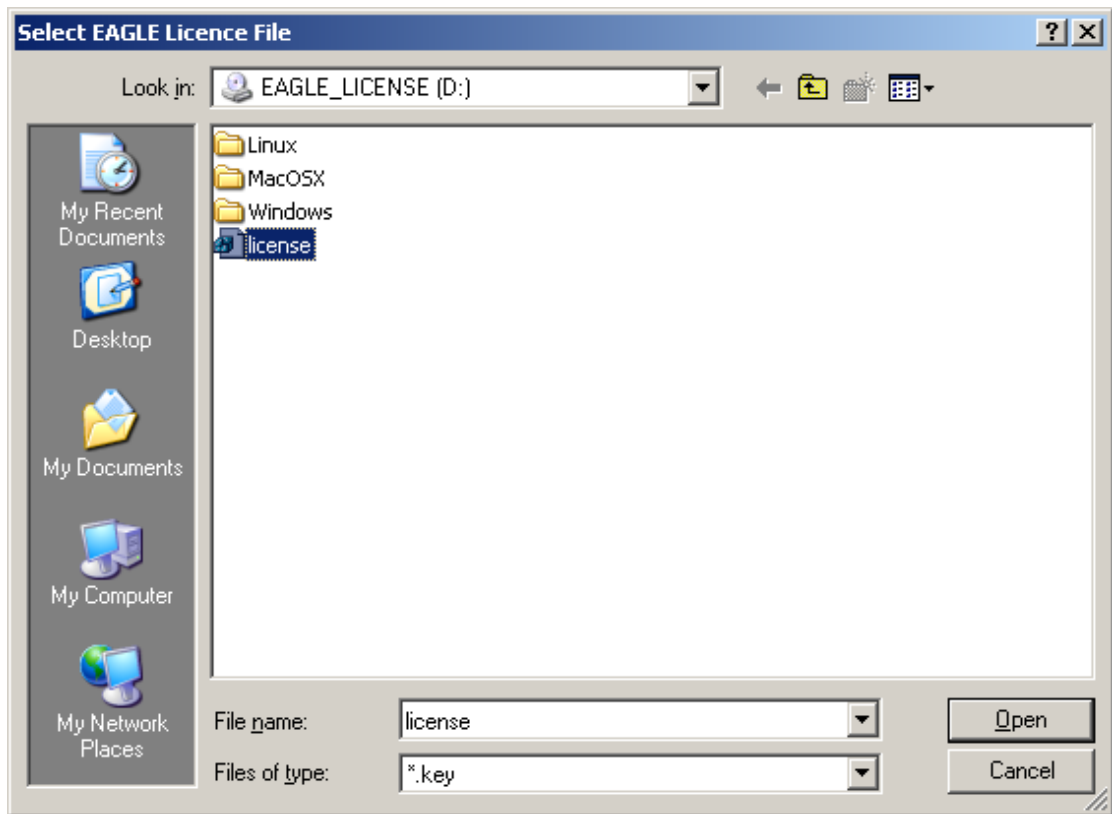 Select EAGLE Licence File
Look in: EAGLE_LICENSE (D:)
Linux
MacOSX
Windows
license
My Recent
Documents
Desktop
My Documents
My Computer
My Network
Places
File name: license
Open
Files of type: *.key
Cancel